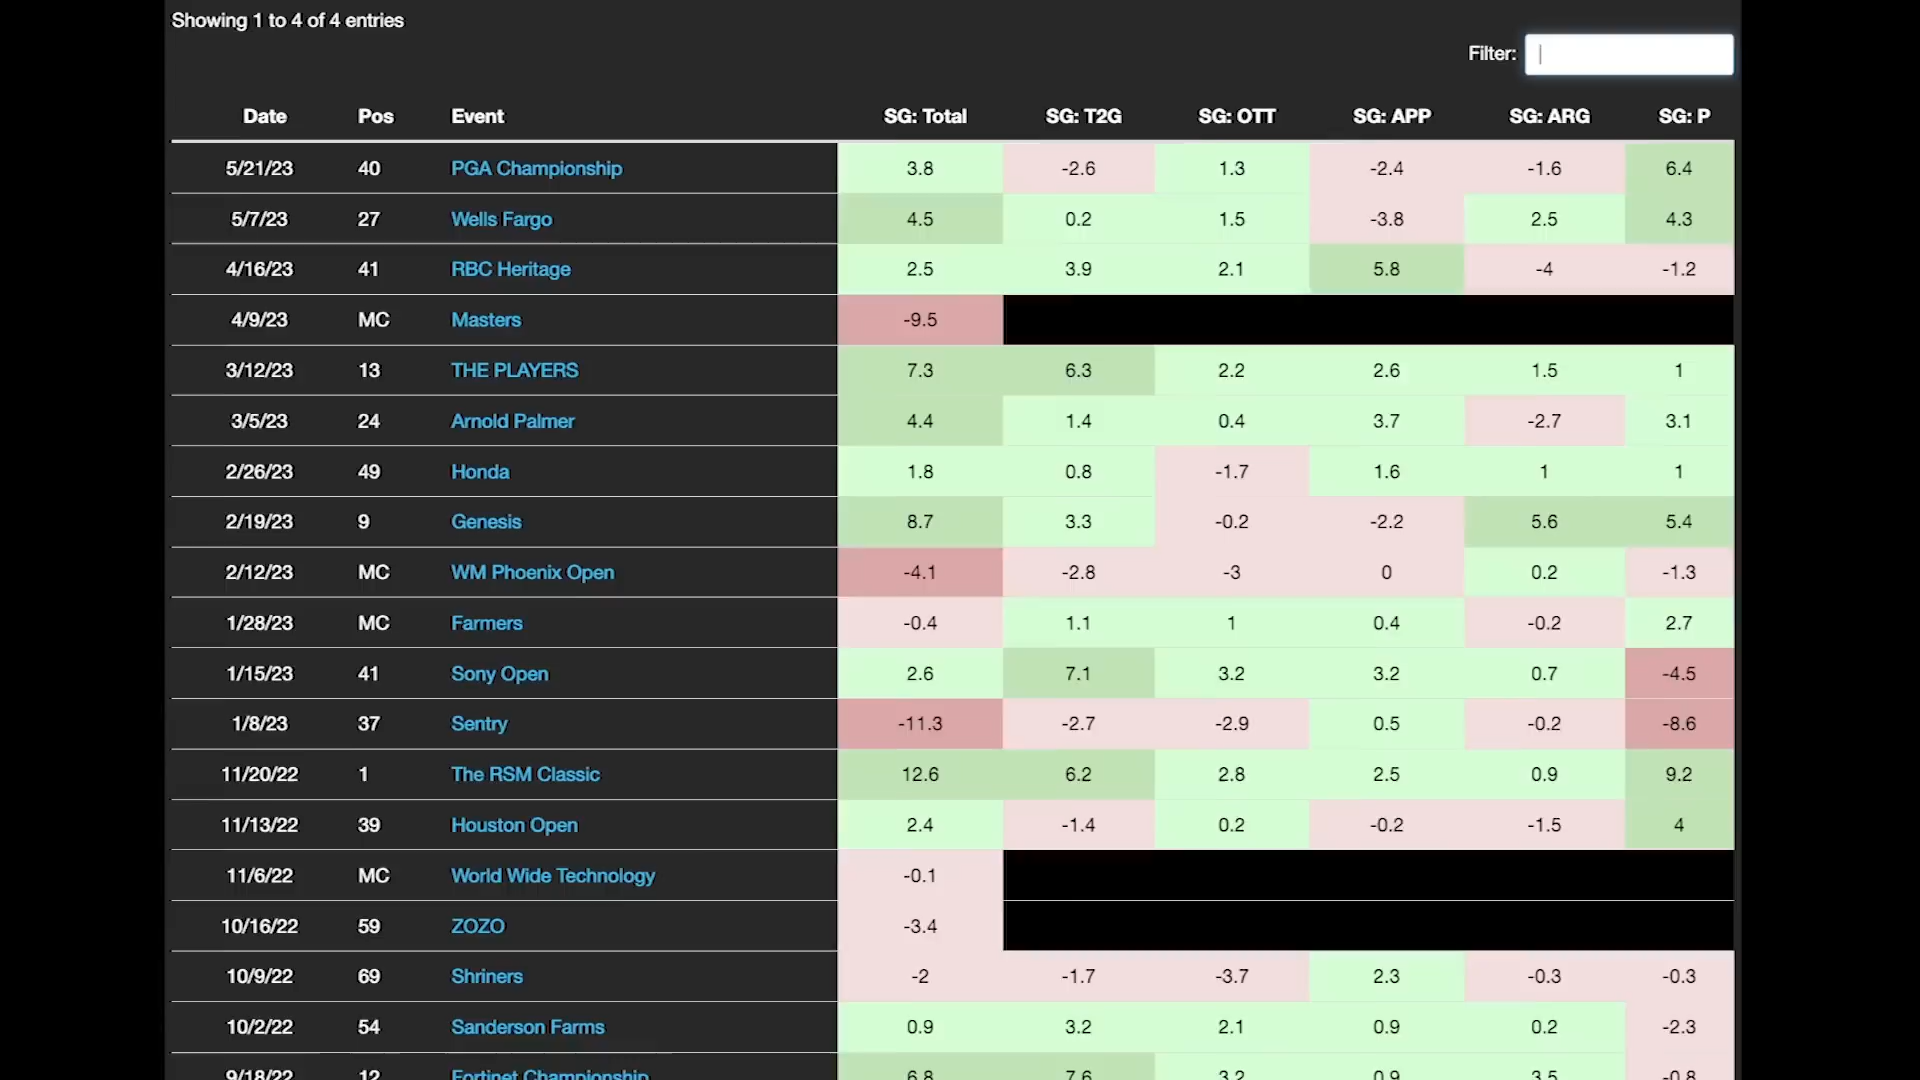 Showing 1 to 4 of 4 entries
Filter:
Date Pos Event SG: Total SG: T2G SG: OTT SG: APP SG: ARG SG: P
5/21/23 40 PGA Championship 3.8 -2.6 1.3 -2.4 -1.6 6.4
5/7/23 27 Wells Fargo 4.5 0.2 1.5 -3.8 2.5 4.3
4/16/23 41 RBC Heritage 2.5 3.9 2.1 5.8 -4 -1.2
4/9/23 MC Masters -9.5
3/12/23 13 THE PLAYERS 7.3 6.3 2.2 2.6 1.5 1
3/5/23 24 Arnold Palmer 4.4 1.4 0.4 3.7 -2.7 3.1
2/26/23 49 Honda 1.8 0.8 -1.7 1.6 1 1
2/19/23 9 Genesis 8.7 3.3 -0.2 -2.2 5.6 5.4
2/12/23 MC WM Phoenix Open -4.1 -2.8 -3 0 0.2 -1.3
1/28/23 MC Farmers -0.4 1.1 1 0.4 -0.2 2.7
1/15/23 41 Sony Open 2.6 7.1 3.2 3.2 0.7 -4.5
1/8/23 37 Sentry -11.3 -2.7 -2.9 0.5 -0.2 -8.6
11/20/22 1 The RSM Classic 12.6 6.2 2.8 2.5 0.9 9.2
11/13/22 39 Houston Open 2.4 -1.4 0.2 -0.2 -1.5 4
11/6/22 MC World Wide Technology -0.1
10/16/22 59 ZOZO -3.4
10/9/22 69 Shriners -2 -1.7 -3.7 2.3 -0.3 -0.3
10/2/22 54 Sanderson Farms 0.9 3.2 2.1 0.9 0.2 -2.3
9/18/22 12 Fortinet Championship 6.8 7.6 3.2 0.9 3.5 -0.8